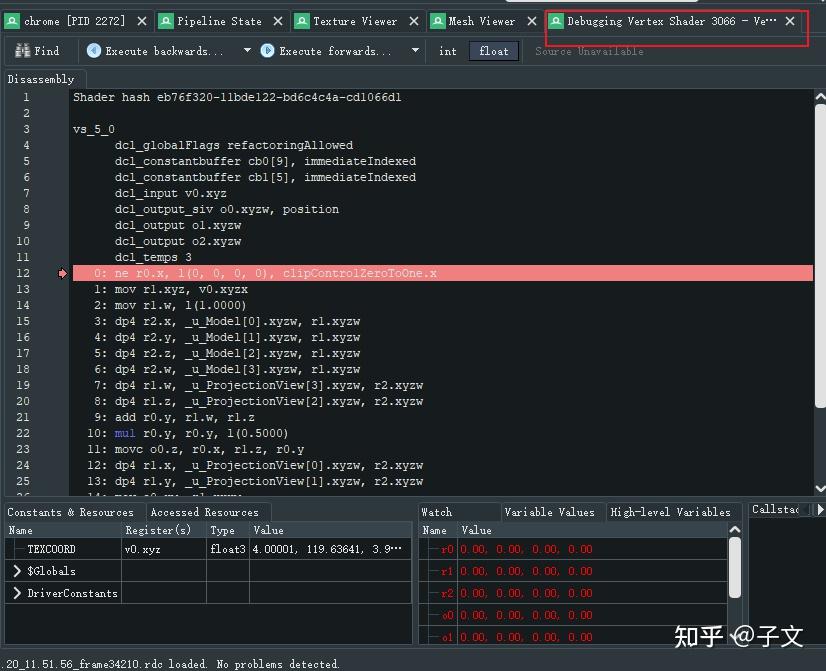 chrome [PID 2272] Pipeline State Texture Viewer Mesh Viewer Debugging Vertex Shader 3066 - Ve...
Find Execute backwards... Execute forwards... int float Source Unavailable
Disassembly
1 Shader hash eb76f320-11bde122-bd6c4c4a-cd1066d1
2
3 vs_5_0
4 dcl_globalFlags refactoringAllowed
5 dcl_constantbuffer cb0[9], immediateIndexed
6 dcl_constantbuffer cb1[5], immediateIndexed
7 dcl_input v0.xyz
8 dcl_output_siv o0.xyzw, position
9 dcl_output o1.xyzw
10 dcl_output o2.xyzw
11 dcl_temps 3
12 0: ne r0.x, l(0, 0, 0, 0), clipControlZeroToOne.x
13 1: mov r1.xyz, v0.xyzx
14 2: mov r1.w, l(1.0000)
15 3: dp4 r2.x, _u_Model[0].xyzw, r1.xyzw
16 4: dp4 r2.y, _u_Model[1].xyzw, r1.xyzw
17 5: dp4 r2.z, _u_Model[2].xyzw, r1.xyzw
18 6: dp4 r2.w, _u_Model[3].xyzw, r1.xyzw
19 7: dp4 r1.w, _u_ProjectionView[3].xyzw, r2.xyzw
20 8: dp4 r1.z, _u_ProjectionView[2].xyzw, r2.xyzw
21 9: add r0.y, r1.w, r1.z
22 10: mul r0.y, r0.y, l(0.5000)
23 11: movc o0.z, r0.x, r1.z, r0.y
24 12: dp4 r1.x, _u_ProjectionView[0].xyzw, r2.xyzw
25 13: dp4 r1.y, _u_ProjectionView[1].xyzw, r2.xyzw
Constants & Resources Accessed Resources Watch Variable Values High-level Variables Callstac
Name Register(s) Type Value Name Value
TEXCOORD v0.xyz float3 4.00001, 119.63641, 3.9... r0 0.00, 0.00, 0.00, 0.00
$Globals r1 0.00, 0.00, 0.00, 0.00
DriverConstants r2 0.00, 0.00, 0.00, 0.00
o0 0.00, 0.00, 0.00, 0.00
o1 0.00, 0.00, 0.00, 0.00
知乎 @子文
.20_11.51.56_frame34210.rdc loaded. No problems detected.